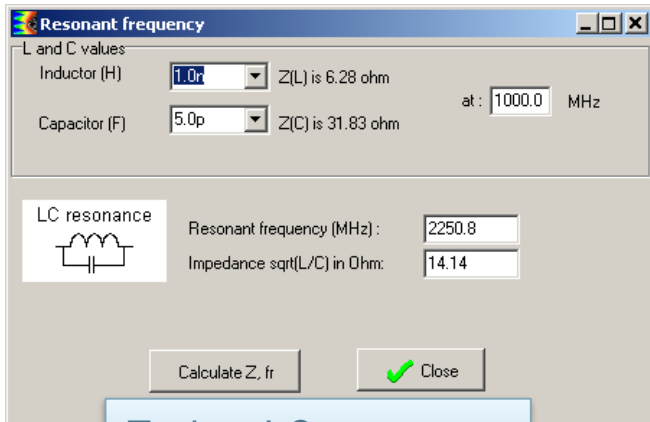 Resonant frequency
L and C values
Inductor (H) 1.0n Z(L) is 6.28 ohm
at : 1000.0 MHz
Capacitor (F) 5.0p Z(C) is 31.83 ohm
LC resonance
Resonant frequency (MHz) : 2250.8
Impedance sqrt(L/C) in Ohm: 14.14
Calculate Z, fr Close